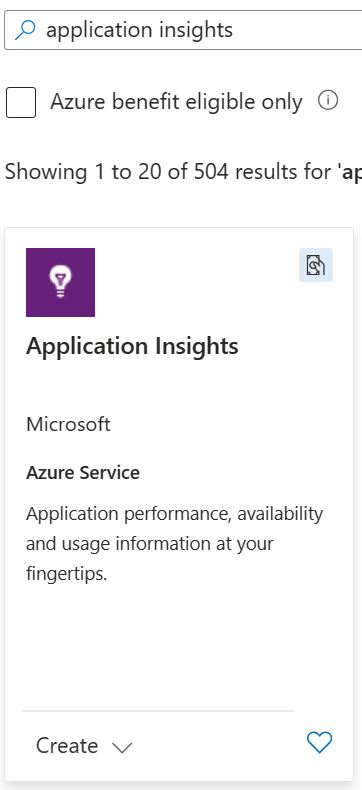 application insights
Azure benefit eligible only
Showing 1 to 20 of 504 results for 'ap
Application Insights
Microsoft
Azure Service
Application performance, availability
and usage information at your
fingertips.
Create